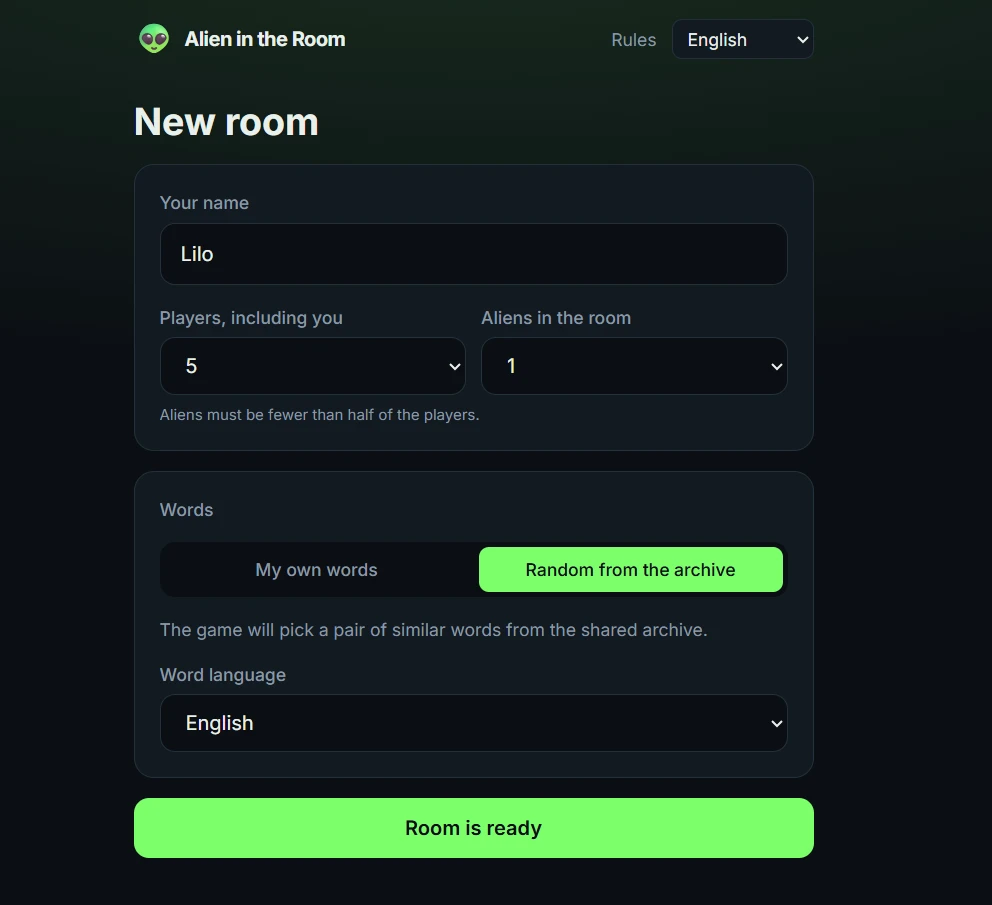 Alien in the Room
Rules
English
New room
Your name
Lilo
Players, including you
Aliens in the room
5
1
Aliens must be fewer than half of the players.
Words
My own words
Random from the archive
The game will pick a pair of similar words from the shared archive.
Word language
English
Room is ready